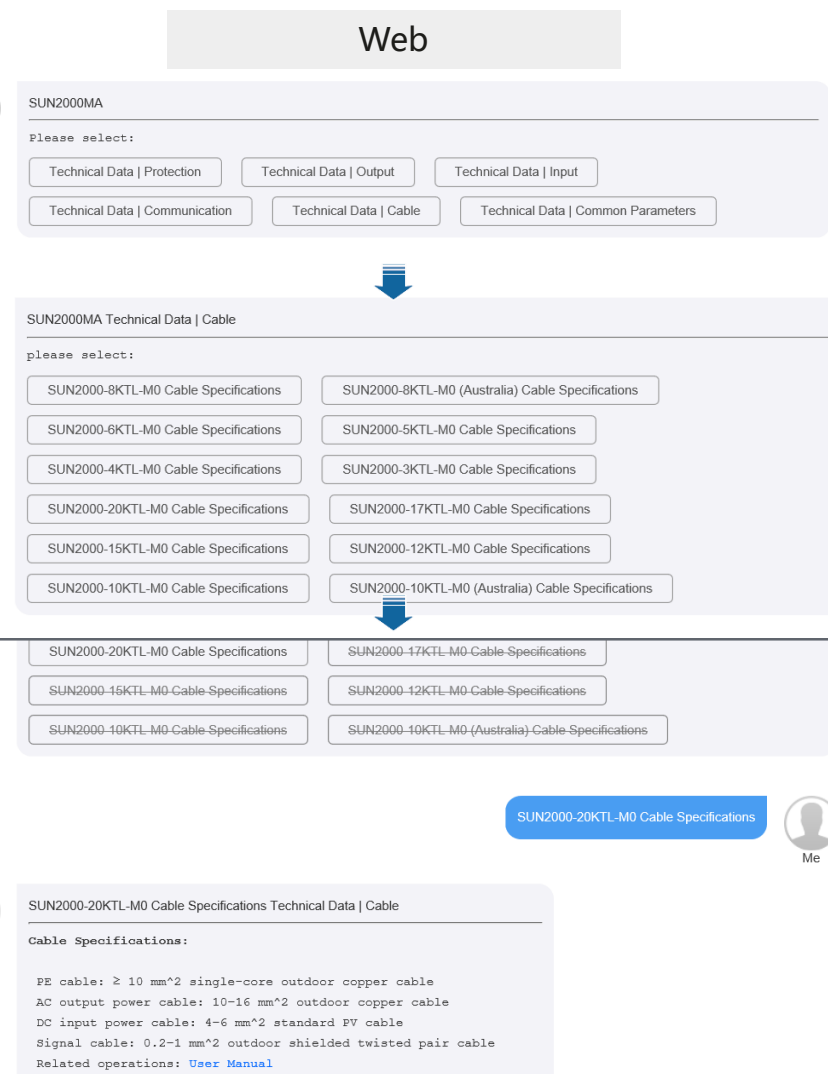 Web
SUN2000MA
Please select:
Technical Data | Protection Technical Data | Output Technical Data | Input
Technical Data | Communication Technical Data | Cable Technical Data | Common Parameters
SUN2000MA Technical Data | Cable
please select:
SUN2000-8KTL-M0 Cable Specifications SUN2000-8KTL-M0 (Australia) Cable Specifications
SUN2000-6KTL-M0 Cable Specifications SUN2000-5KTL-M0 Cable Specifications
SUN2000-4KTL-M0 Cable Specifications SUN2000-3KTL-M0 Cable Specifications
SUN2000-20KTL-M0 Cable Specifications SUN2000-17KTL-M0 Cable Specifications
SUN2000-15KTL-M0 Cable Specifications SUN2000-12KTL-M0 Cable Specifications
SUN2000-10KTL-M0 Cable Specifications SUN2000-10KTL-M0 (Australia) Cable Specifications
SUN2000-20KTL-M0 Cable Specifications SUN2000-17KTL-M0 Cable Specifications
SUN2000-15KTL-M0 Cable Specifications SUN2000-12KTL-M0 Cable Specifications
SUN2000-10KTL-M0 Cable Specifications SUN2000-10KTL-M0 (Australia) Cable Specifications
SUN2000-20KTL-M0 Cable Specifications
Me
SUN2000-20KTL-M0 Cable Specifications Technical Data | Cable
Cable Specifications:
PE cable: ≥ 10 mm^2 single-core outdoor copper cable
AC output power cable: 10-16 mm^2 outdoor copper cable
DC input power cable: 4-6 mm^2 standard PV cable
Signal cable: 0.2-1 mm^2 outdoor shielded twisted pair cable
Related operations: User Manual